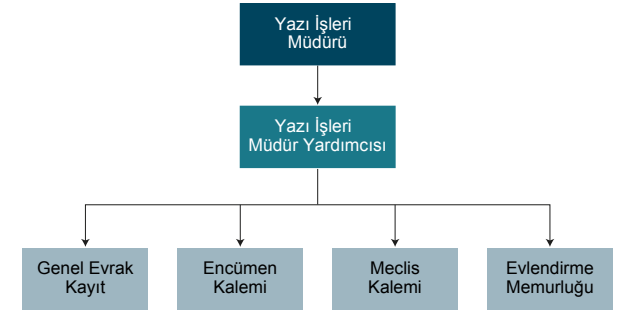 Yazı İşleri
Müdürü
Yazı İşleri
Müdür Yardımcısı
Genel Evrak
Kayıt
Encümen
Kalemi
Meclis
Kalemi
Evlendirme
Memurluğu